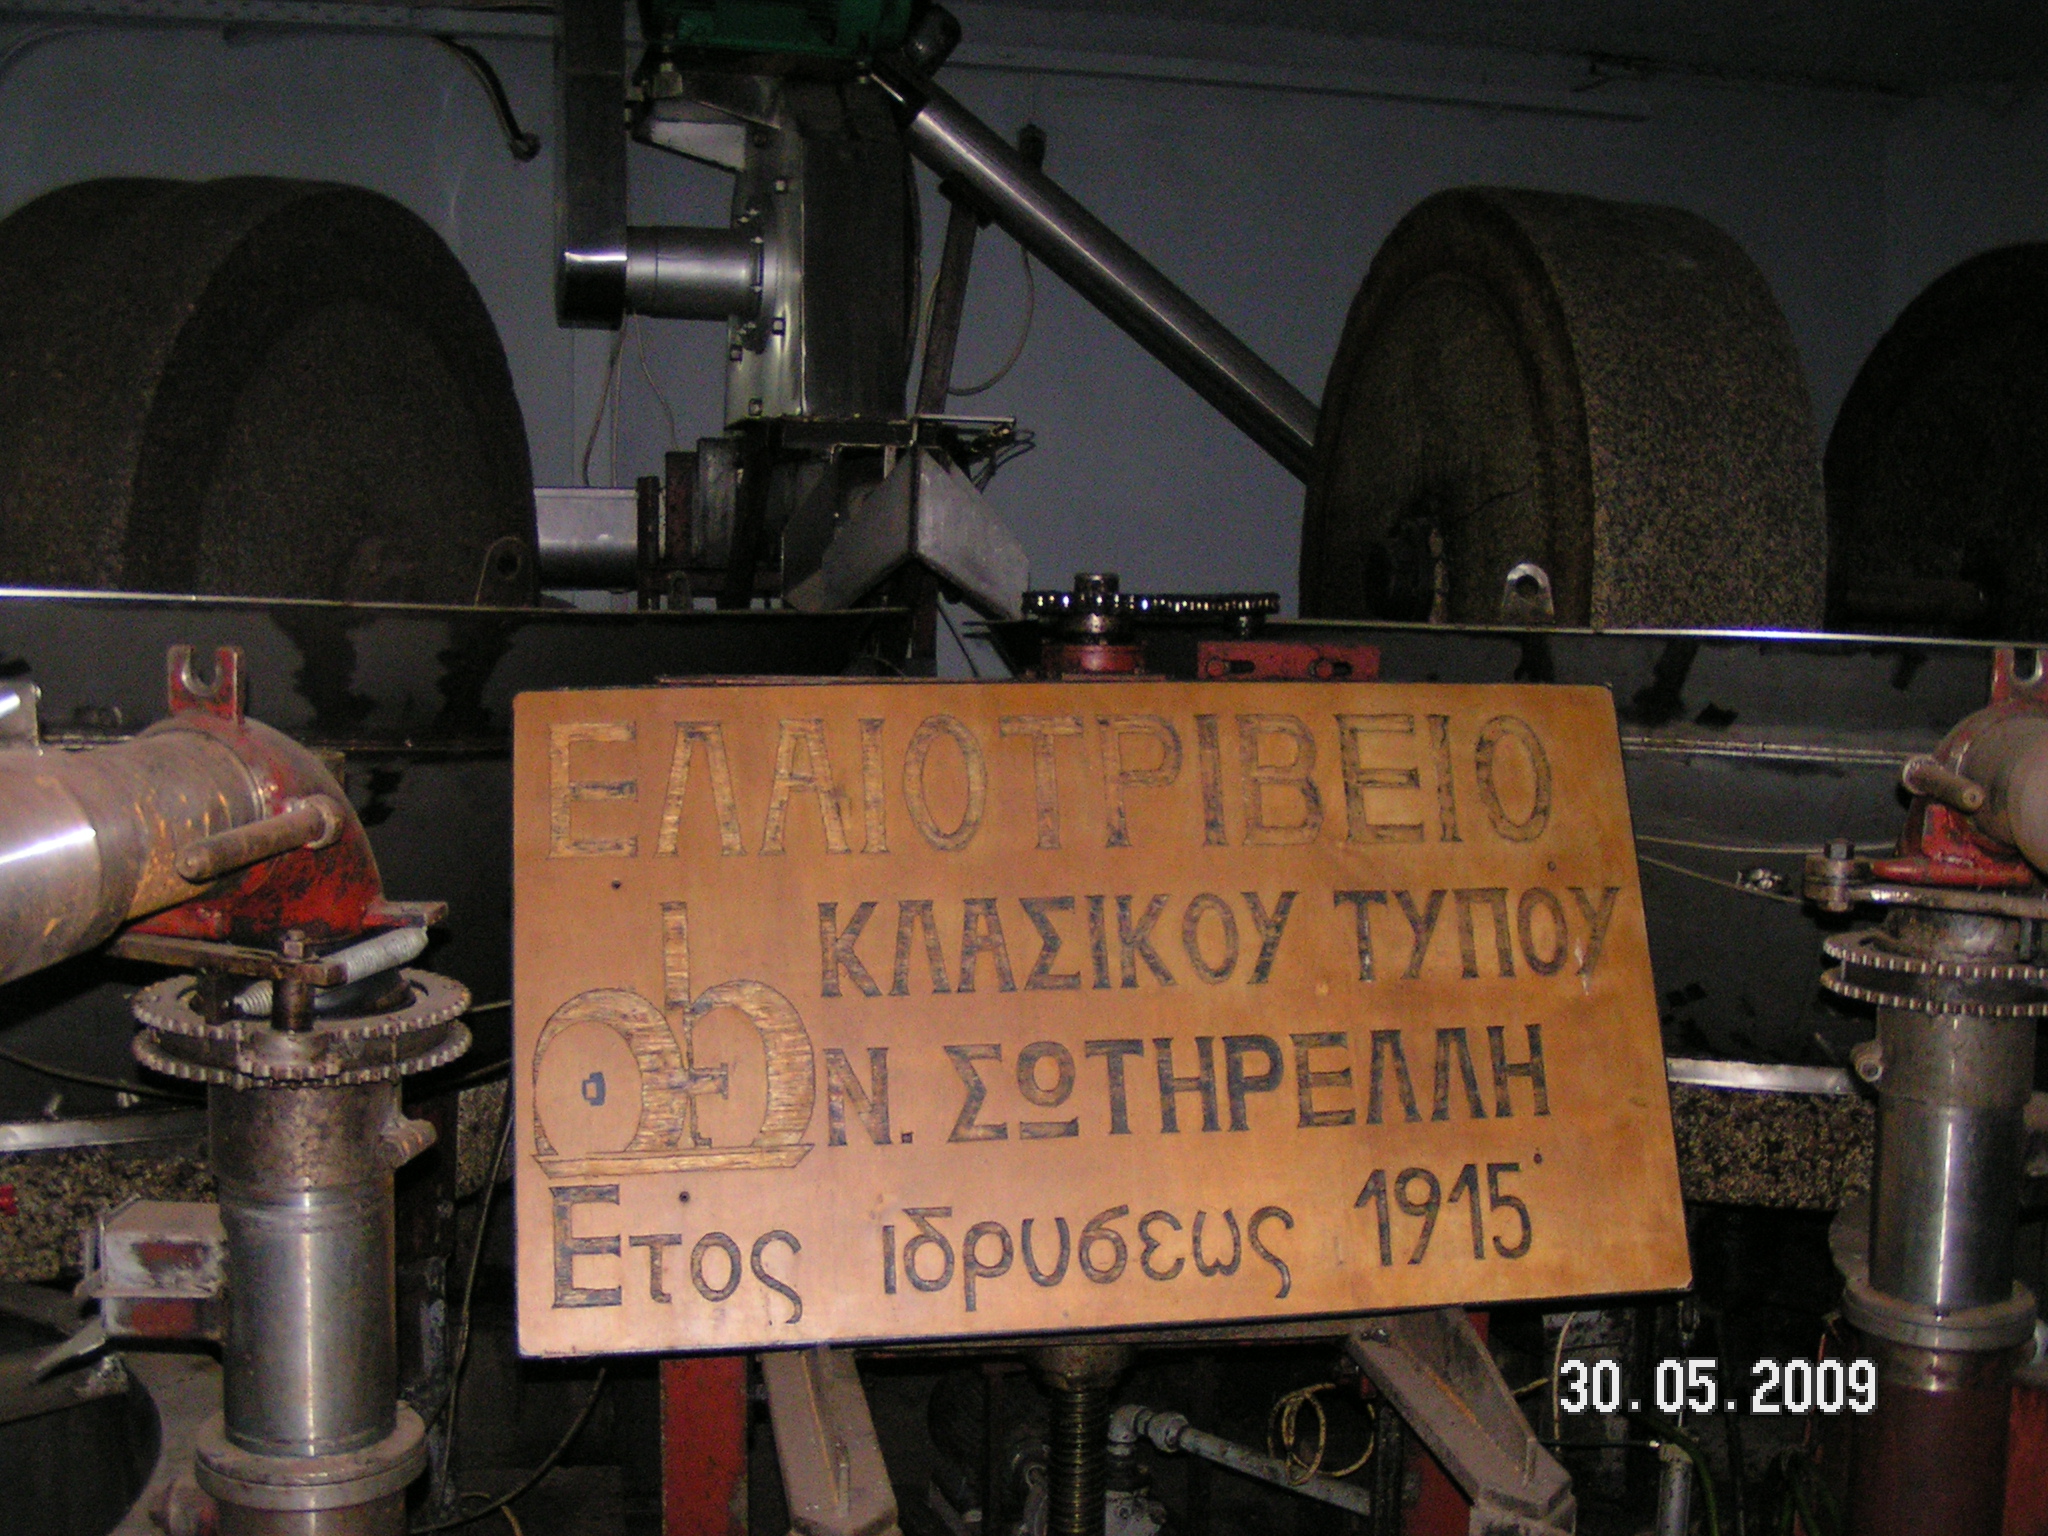 ΕΛΑΙΟΤΡΙΒΕΙΟ
ΚΛΑΣΙΚΟΥ ΤΥΠΟΥ
Ν. ΣΩΤΗΡΕΛΛΗ
Ετος ιδρυσεως 1915
30.05.2009